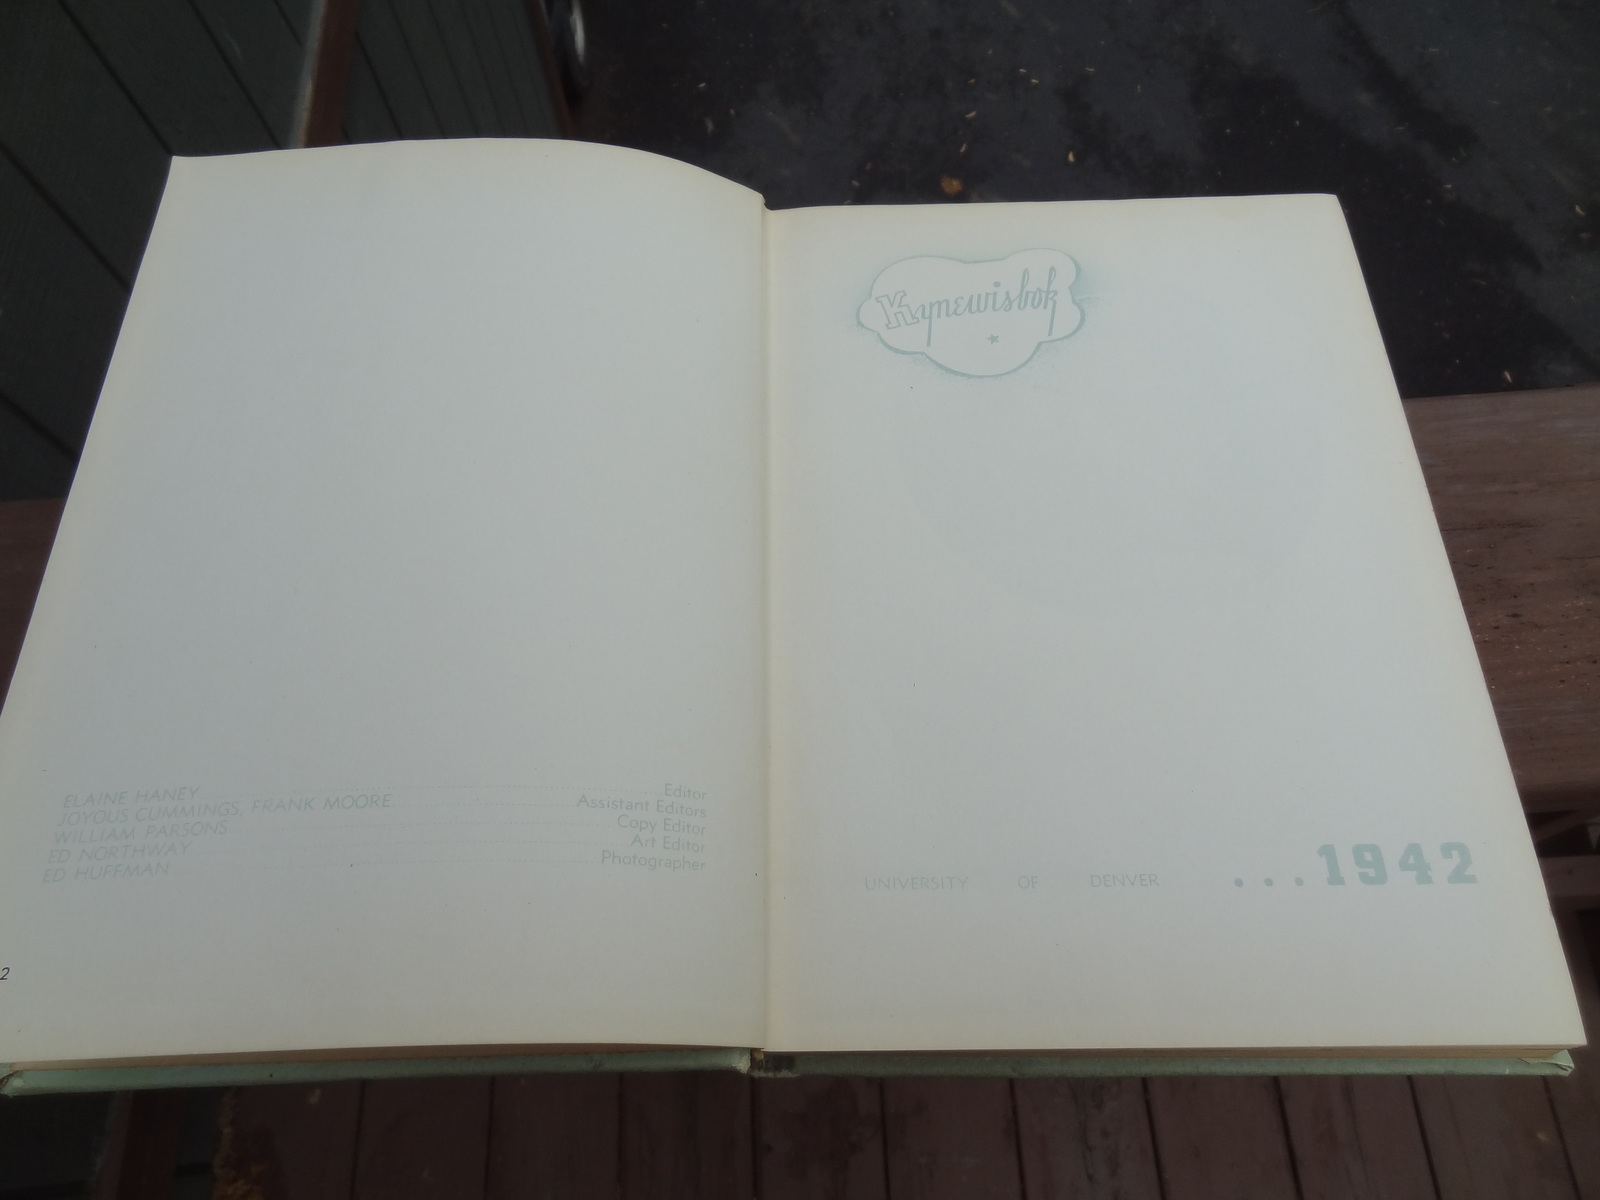 ELAINE HANEY Editor
JOYOUS CUMMINGS, FRANK MOORE Assistant Editors
WILLIAM PARSONS Copy Editor
ED NORTHWAY Art Editor
ED HUFFMAN Photographer
2
Kynewisbok
UNIVERSITY OF DENVER ...1942